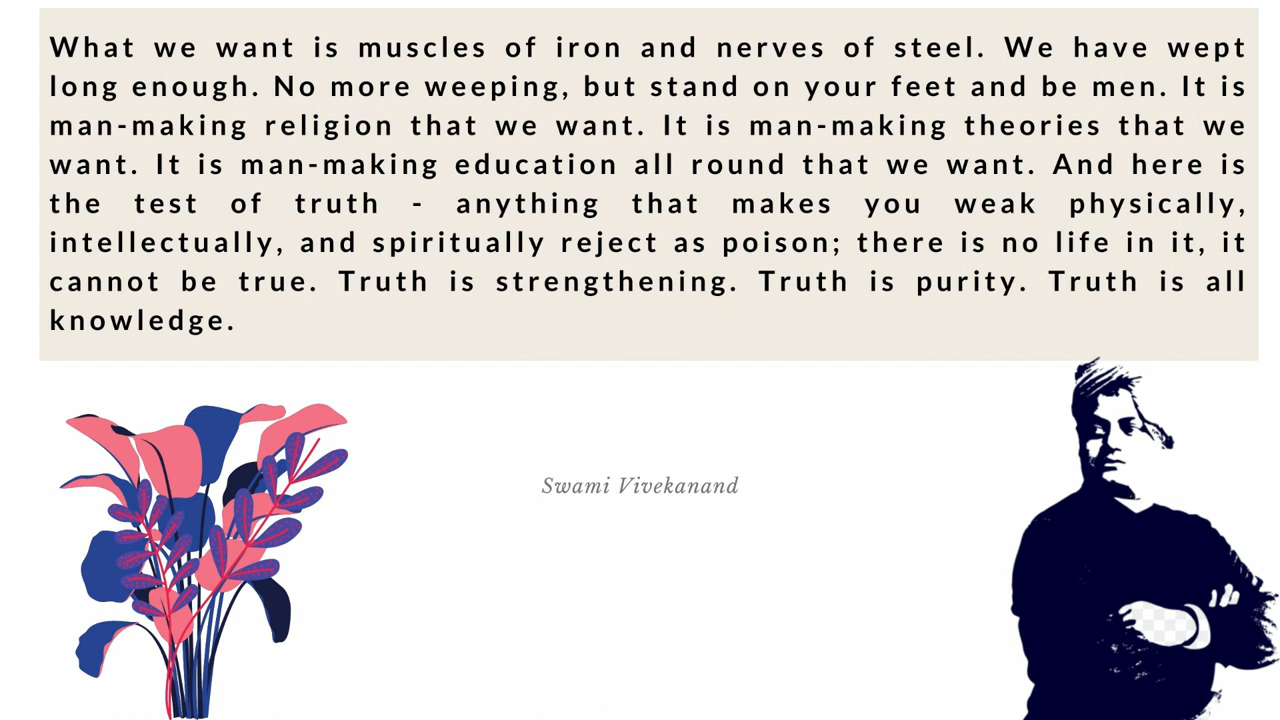 What we want is muscles of iron and nerves of steel. We have wept
long enough. No more weeping, but stand on your feet and be men. It is
man-making religion that we want. It is man-making theories that we
want. It is man-making education all round that we want. And here is
the test of truth - anything that makes you weak physically,
intellectually, and spiritually reject as poison; there is no life in it, it
cannot be true. Truth is strengthening. Truth is purity. Truth is all
knowledge.
Swami Vivekanand